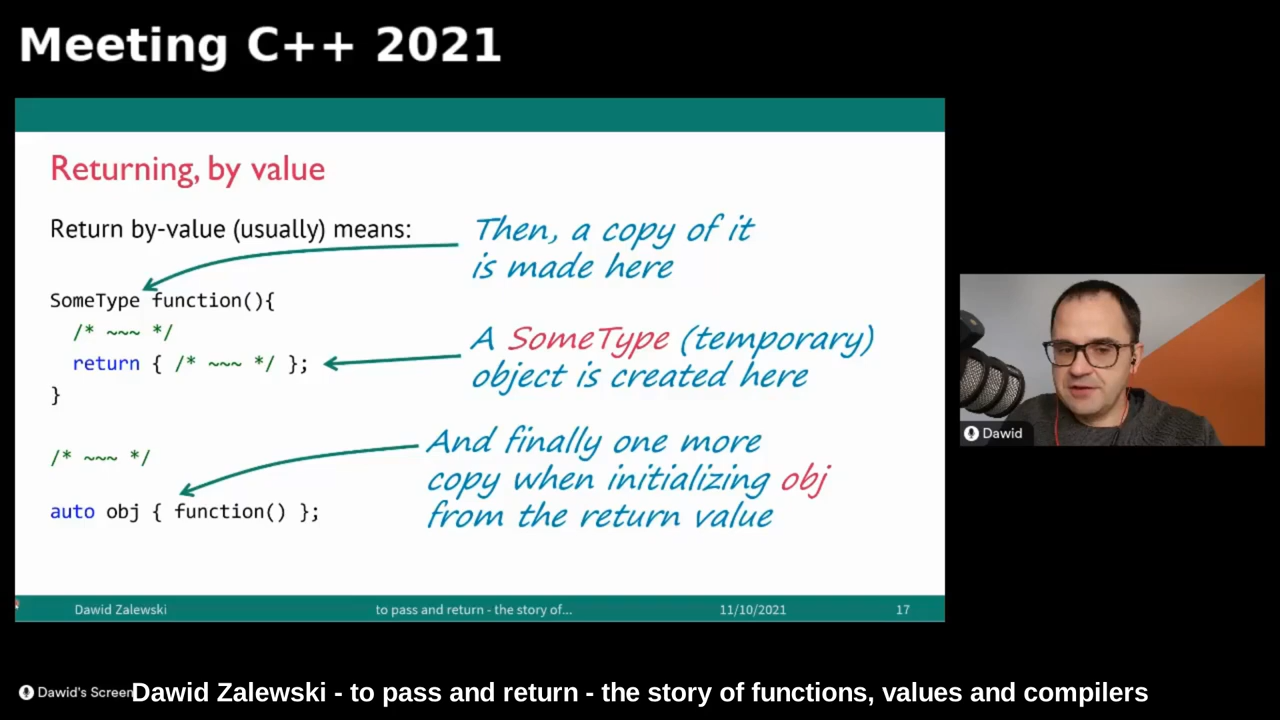 Meeting C++ 2021
Returning, by value
Return by-value (usually) means:
Then, a copy of it
is made here
SomeType function(){
/* ~~~ */
return { /* ~~~ */ };
}
A SomeType (temporary)
object is created here
/* ~~~ */
auto obj { function() };
And finally one more
copy when initializing obj
from the return value
Dawid Zalewski
to pass and return - the story of...
11/10/2021
17
Dawid
Dawid's Screen
Dawid Zalewski - to pass and return - the story of functions, values and compilers